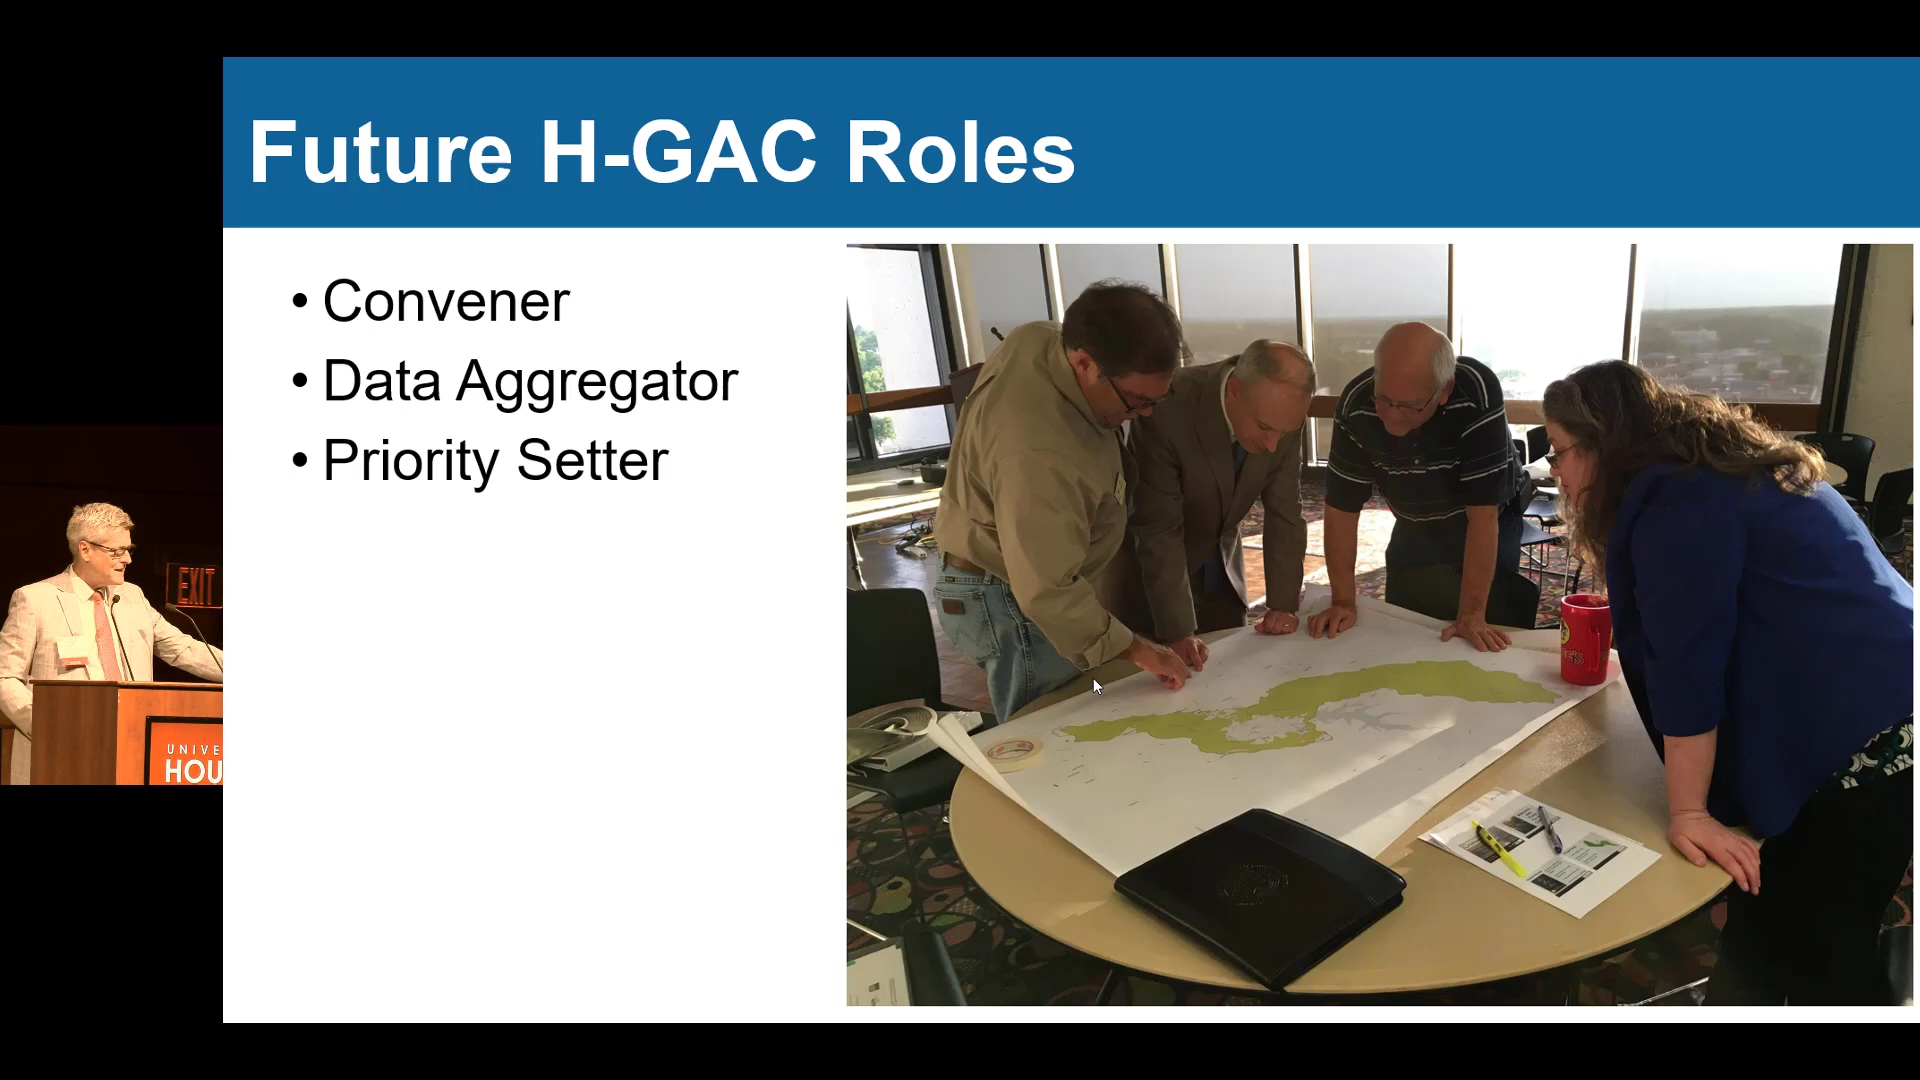 Future H-GAC Roles
• Convener
• Data Aggregator
• Priority Setter
EXIT
UNIVE
HOU